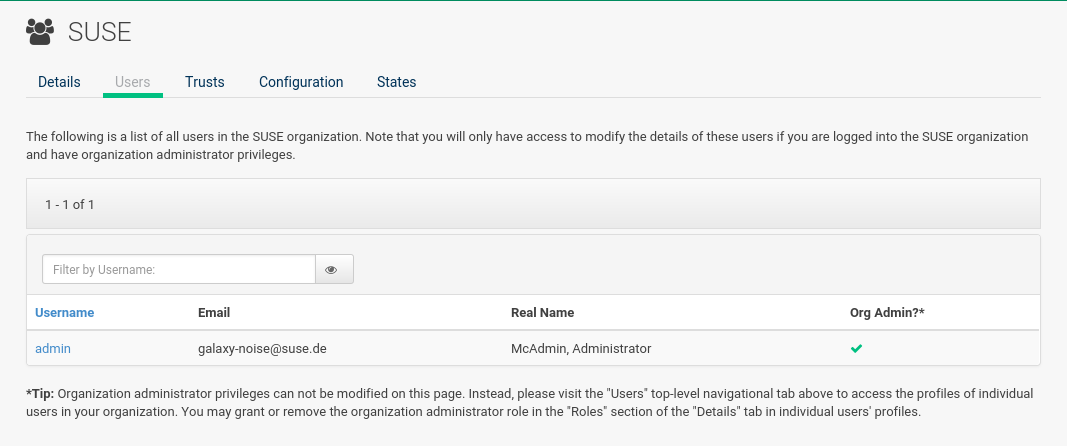 SUSE
Details Users Trusts Configuration States
The following is a list of all users in the SUSE organization. Note that you will only have access to modify the details of these users if you are logged into the SUSE organization
and have organization administrator privileges.
1 - 1 of 1
Filter by Username:
Username Email Real Name Org Admin?*
admin galaxy-noise@suse.de McAdmin, Administrator
*Tip: Organization administrator privileges can not be modified on this page. Instead, please visit the "Users" top-level navigational tab above to access the profiles of individual
users in your organization. You may grant or remove the organization administrator role in the "Roles" section of the "Details" tab in individual users' profiles.